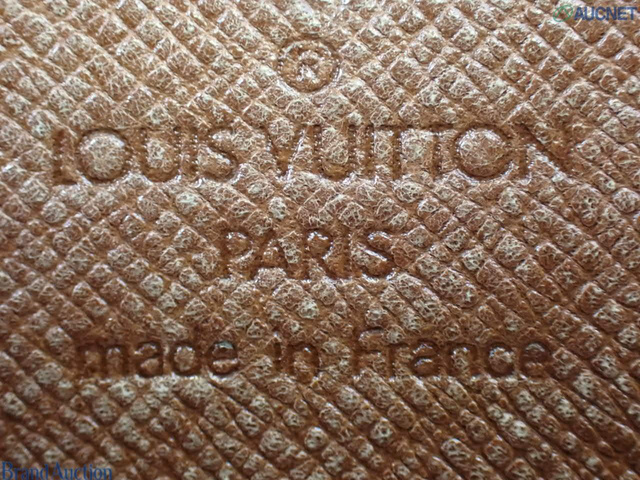 AUCNET
®
LOUIS VUITTON
PARIS
made in France
Brand Auction